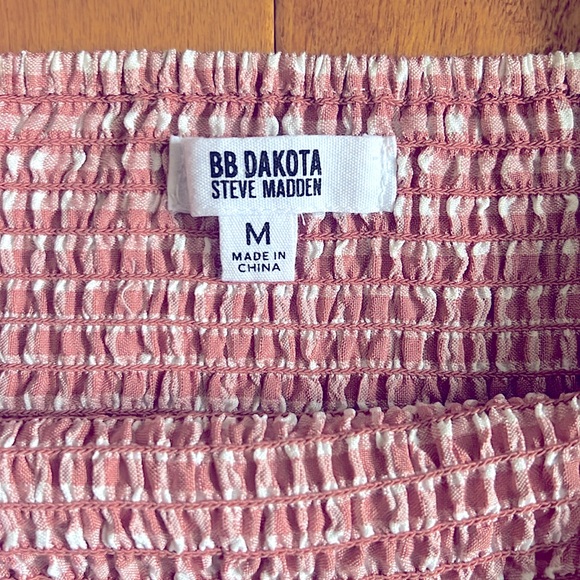 BB DAKOTA
STEVE MADDEN
M
MADE IN
CHINA